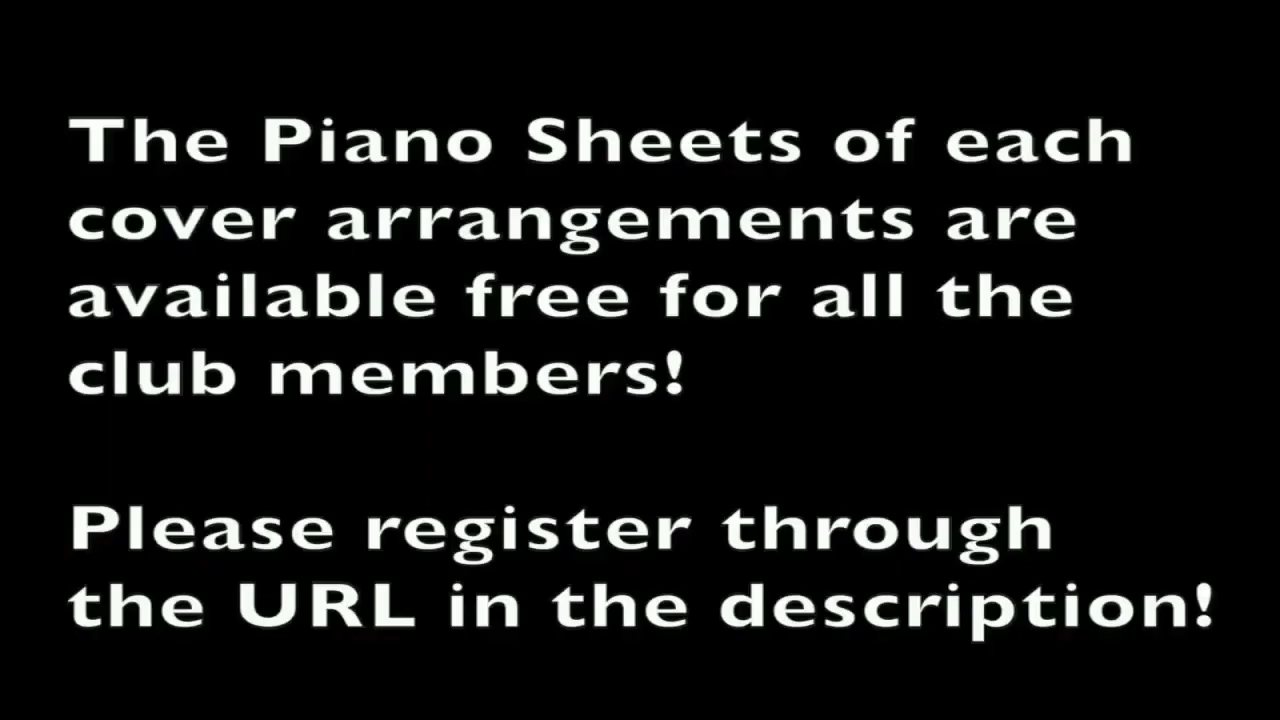 The Piano Sheets of each
cover arrangements are
available free for all the
club members!
Please register through
the URL in the description!